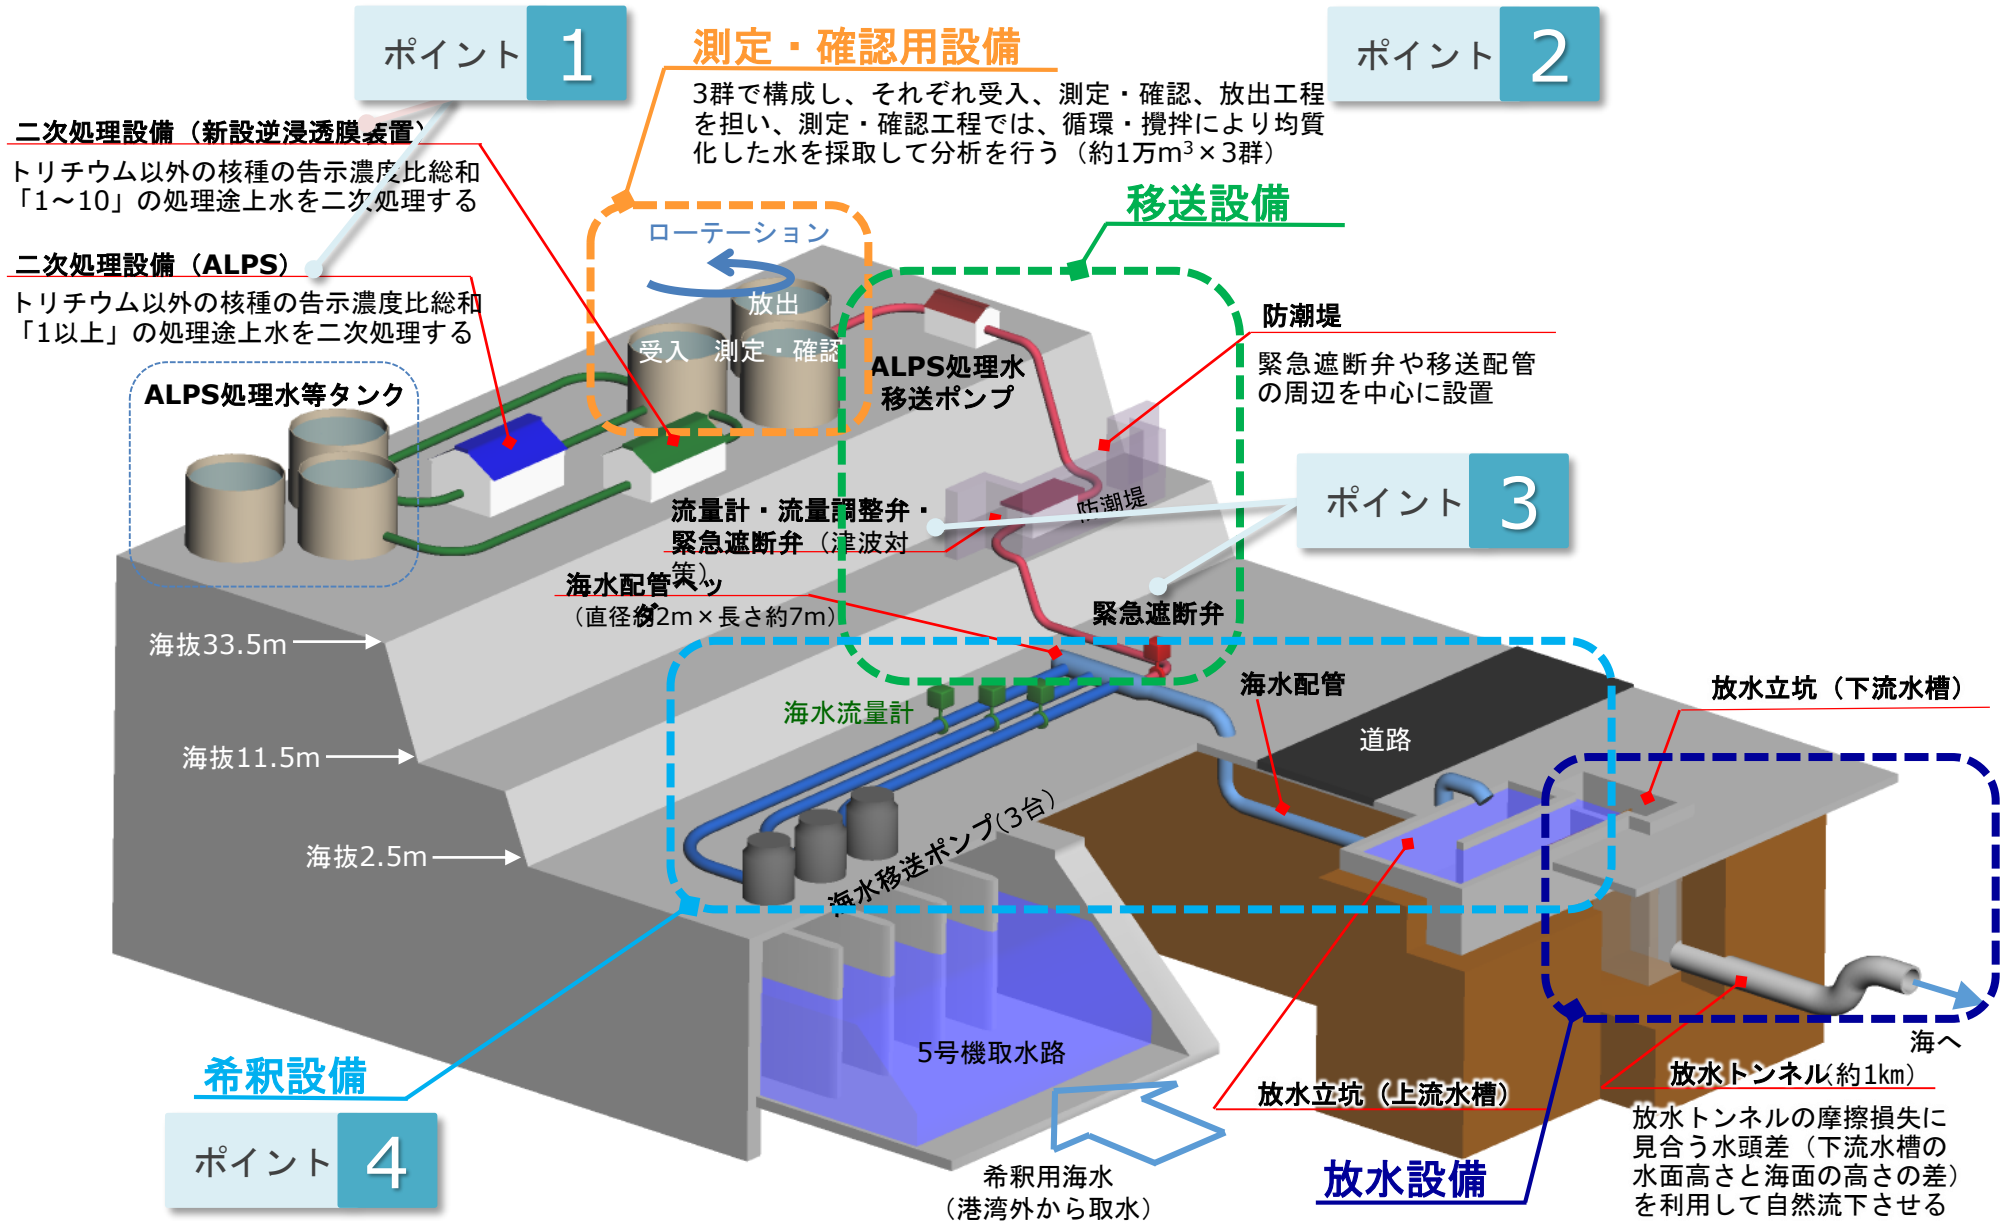 ポイント 1
測定・確認用設備
3群で構成し、それぞれ受入、測定・確認、放出工程
を担い、測定・確認工程では、循環・攪拌により均質
化した水を採取して分析を行う（約1万m³×3群）
ポイント 2
二次処理設備（新設逆浸透膜装置）
トリチウム以外の核種の告示濃度比総和
「1～10」の処理途上水を二次処理する
二次処理設備（ALPS）
トリチウム以外の核種の告示濃度比総和
「1以上」の処理途上水を二次処理する
ALPS処理水等タンク
ローテーション
放出
受入
測定・確認
移送設備
ALPS処理水
移送ポンプ
防潮堤
緊急遮断弁や移送配管
の周辺を中心に設置
ポイント 3
防潮堤
流量計・流量調整弁・
緊急遮断弁（津波対
策）
海水配管ヘッ
ダ
（直径約2m×長さ約7m）
緊急遮断弁
海抜33.5m
海抜11.5m
海抜2.5m
海水流量計
海水配管
道路
放水立坑（下流水槽）
海水移送ポンプ(3台)
5号機取水路
希釈設備
ポイント 4
希釈用海水
（港湾外から取水）
放水立坑（上流水槽）
放水設備
海へ
放水トンネル(約1km)
放水トンネルの摩擦損失に
見合う水頭差（下流水槽の
水面高さと海面の高さの差）
を利用して自然流下させる